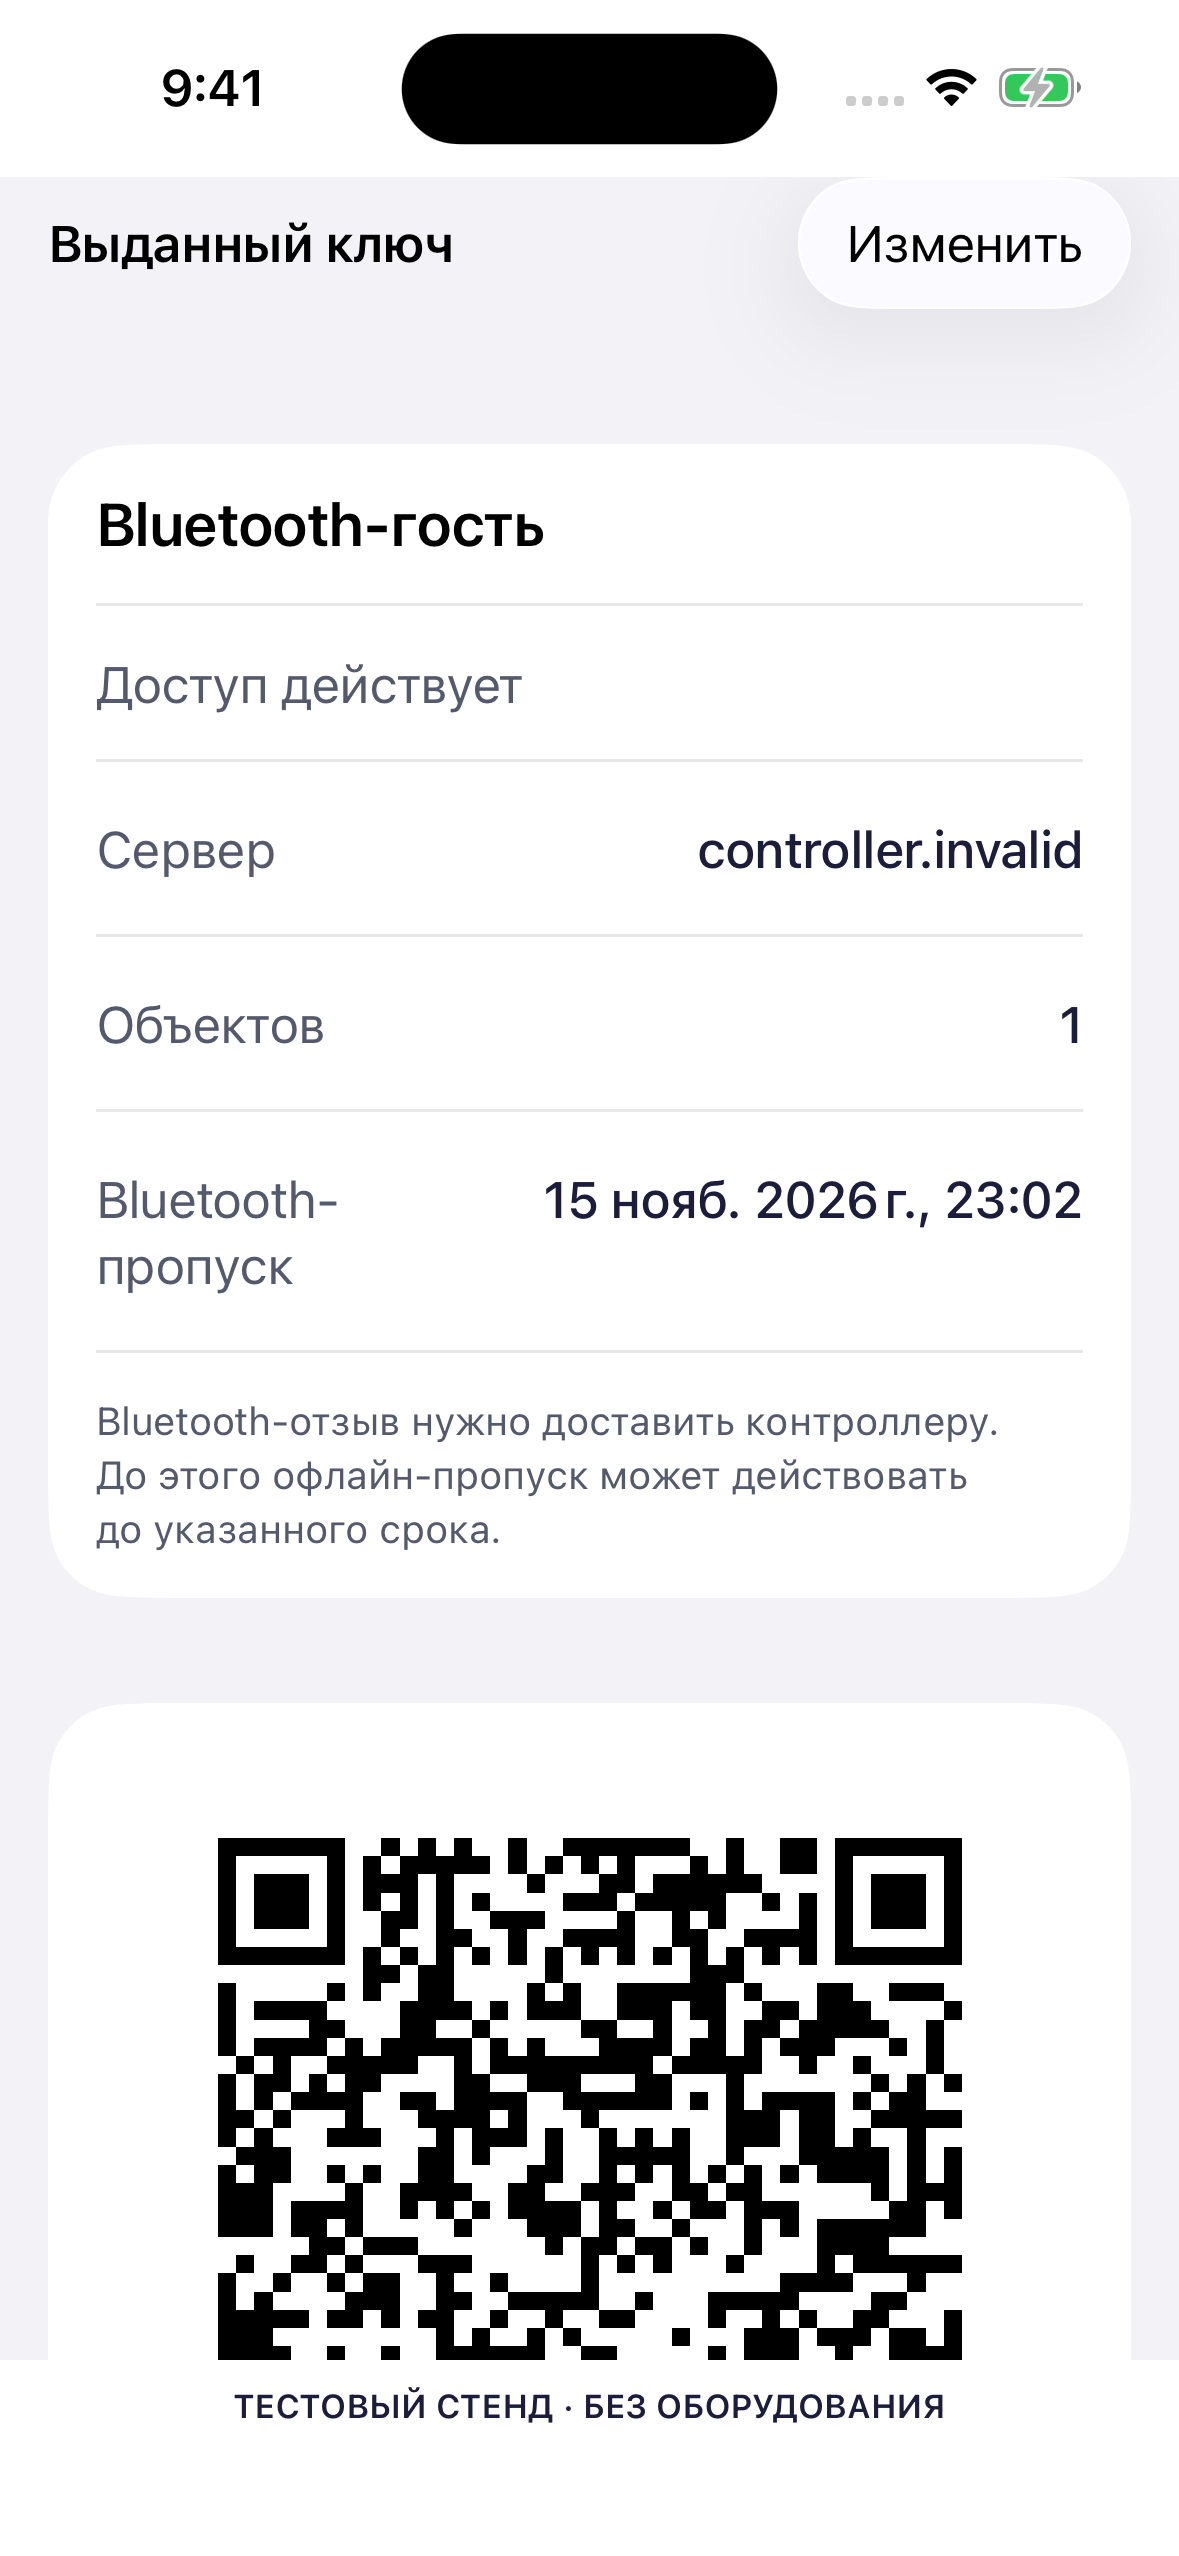 9:41
Выданный ключ
Изменить
Bluetooth-гость
Доступ действует
Сервер
controller.invalid
Объектов
1
Bluetooth-
пропуск
15 нояб. 2026 г., 23:02
Bluetooth-отзыв нужно доставить контроллеру.
До этого офлайн-пропуск может действовать
до указанного срока.
ТЕСТОВЫЙ СТЕНД · БЕЗ ОБОРУДОВАНИЯ